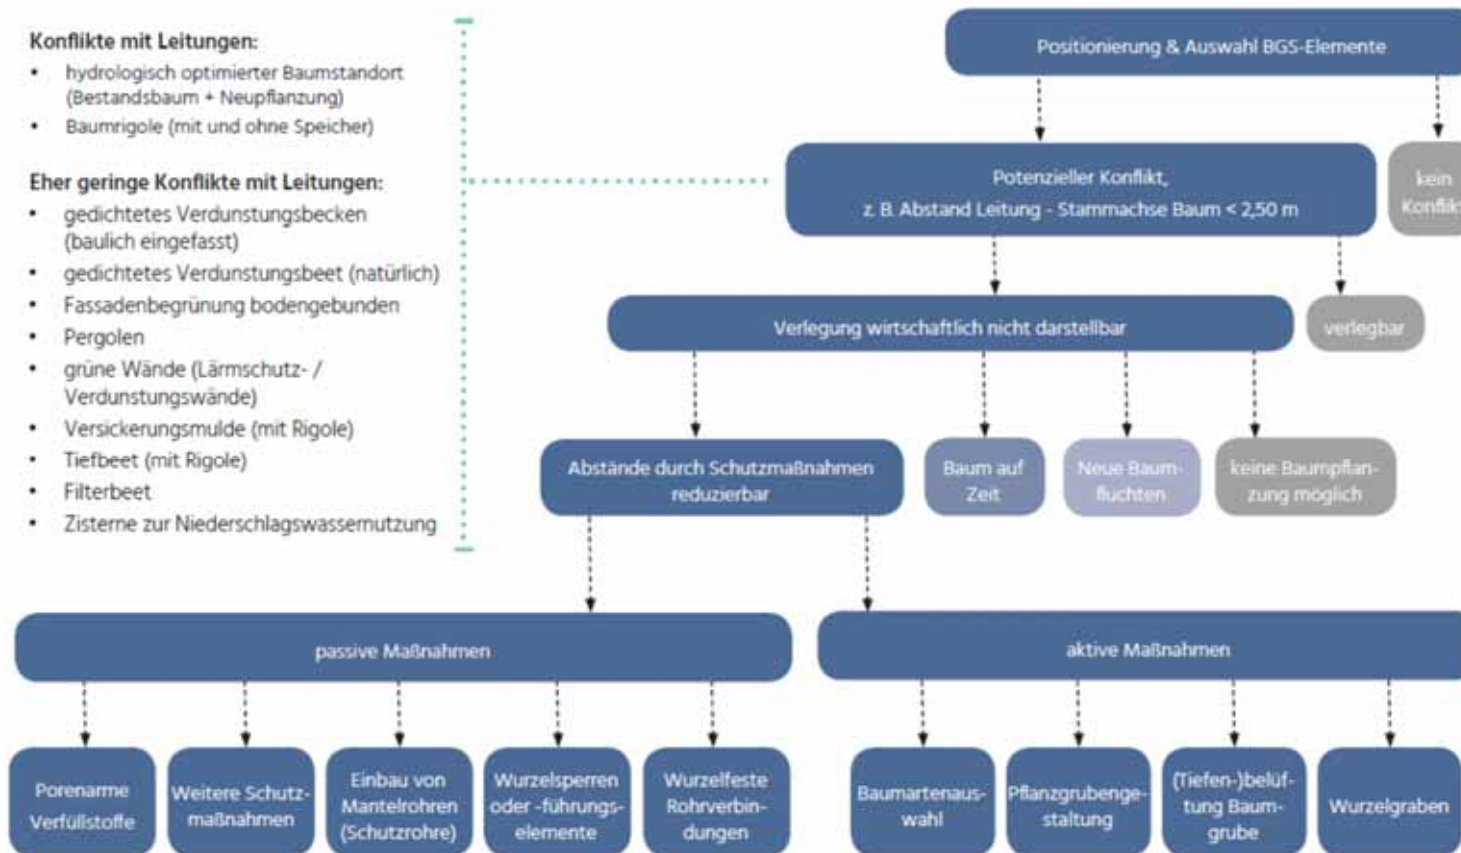 Konflikte mit Leitungen:
• hydrologisch optimierter Baumstandort
(Bestandsbaum + Neupflanzung)
• Baumrigole (mit und ohne Speicher)
Eher geringe Konflikte mit Leitungen:
• gedichtetes Verdunstungsbecken
(baulich eingefasst)
• gedichtetes Verdunstungsbeet (natürlich)
• Fassadenbegrünung bodengebunden
• Pergolen
• grüne Wände (Lärmschutz- /
Verdunstungswände)
• Versickerungsmulde (mit Rigole)
• Tiefbeet (mit Rigole)
• Filterbeet
• Zisterne zur Niederschlagswassernutzung
Positionierung & Auswahl BGS-Elemente
Potenzieller Konflikt,
z. B. Abstand Leitung - Stammachse Baum < 2,50 m
kein
Konflikt
Verlegung wirtschaftlich nicht darstellbar
verlegbar
Abstände durch Schutzmaßnahmen
reduzierbar
Baum auf
Zeit
Neue Baum-
fluchten
keine Baumpflan-
zung möglich
passive Maßnahmen
aktive Maßnahmen
Porenarme
Verfüllstoffe
Weitere Schutz-
maßnahmen
Einbau von
Mantelrohren
(Schutzrohre)
Wurzelsperren
oder -führungs-
elemente
Wurzelfeste
Rohrverbin-
dungen
Baumartenaus-
wahl
Pflanzgrubenge-
staltung
(Tiefen-)belüf-
tung Baum-
grube
Wurzelgraben